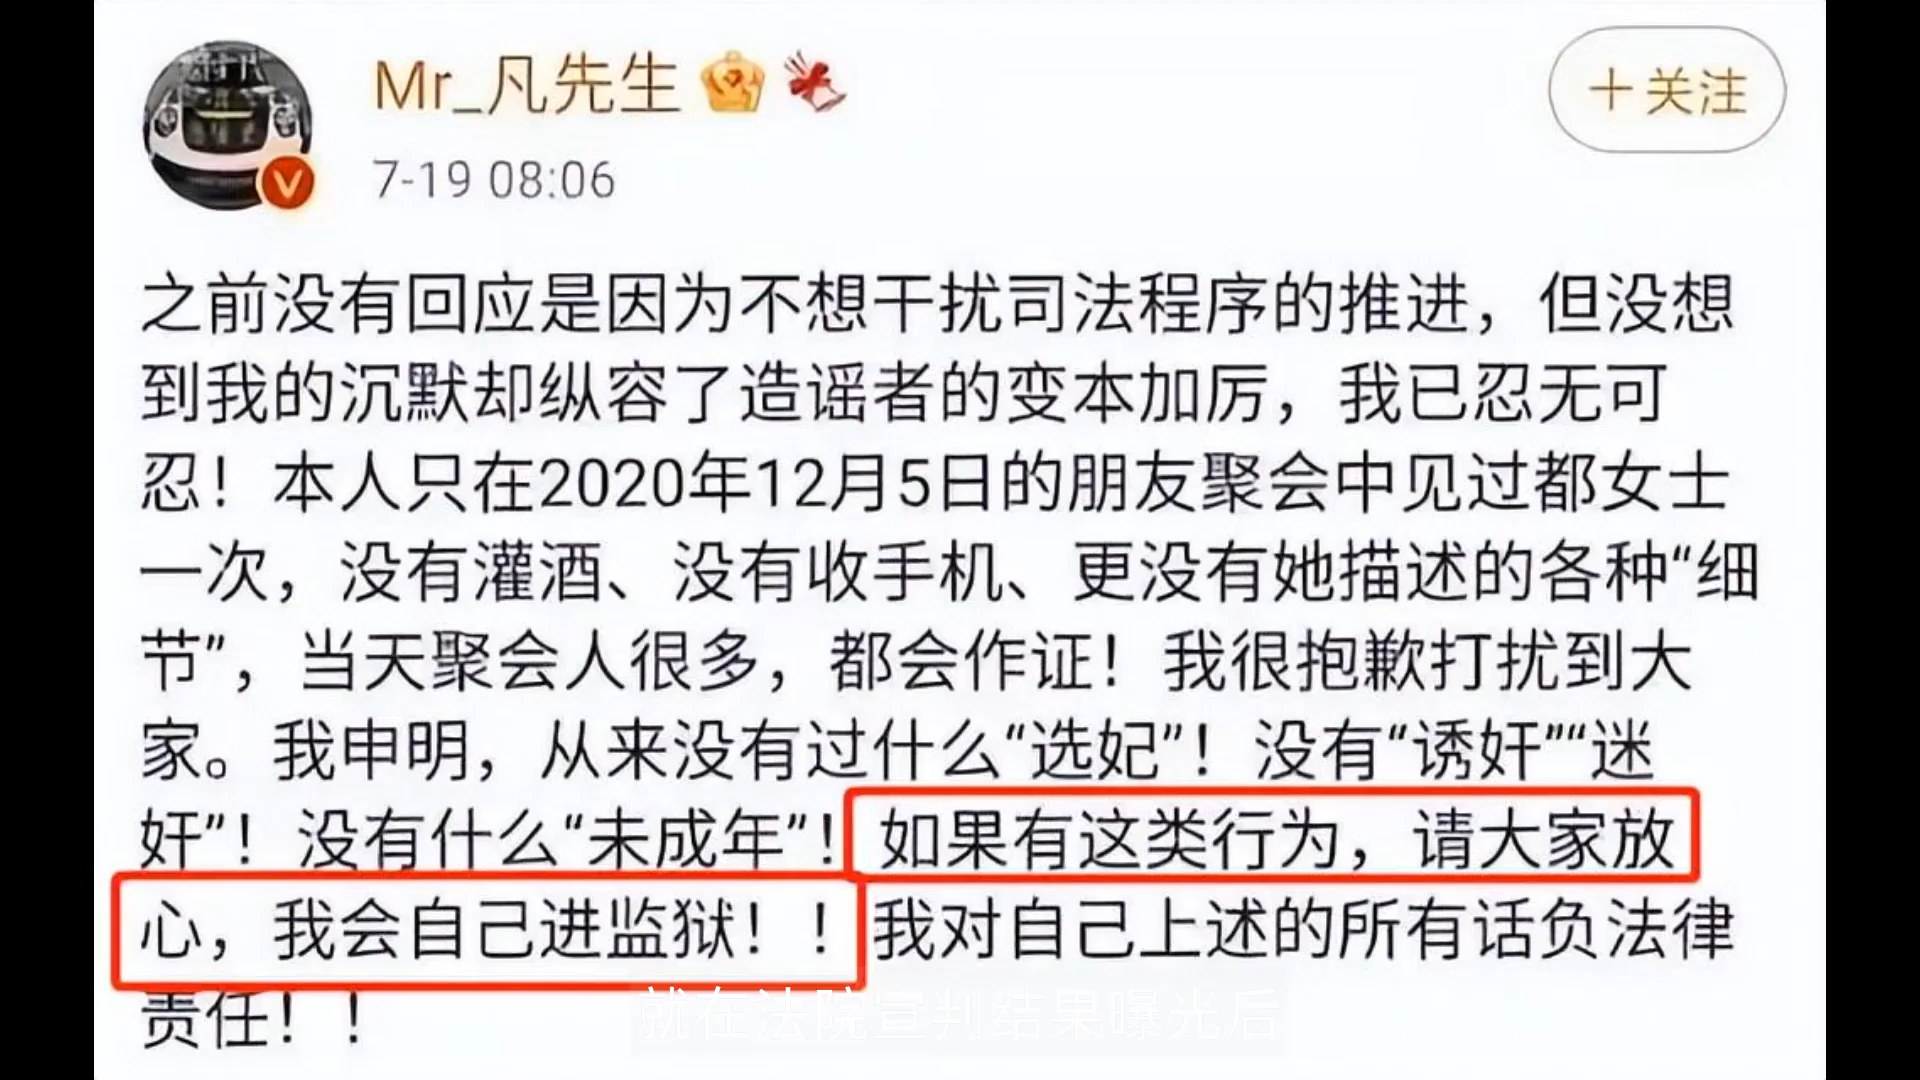 Mr_凡先生
+关注
7-19 08:06
之前没有回应是因为不想干扰司法程序的推进，但没想
到我的沉默却纵容了造谣者的变本加厉，我已忍无可
忍！本人只在2020年12月5日的朋友聚会中见过都女士
一次，没有灌酒、没有收手机、更没有她描述的各种“细
节”，当天聚会人很多，都会作证！我很抱歉打扰到大
家。我申明，从来没有过什么“选妃”！没有“诱奸”“迷
奸”！没有什么“未成年”！如果有这类行为，请大家放
心，我会自己进监狱！！我对自己上述的所有话负法律
责任！！
就在法院宣判结果曝光后